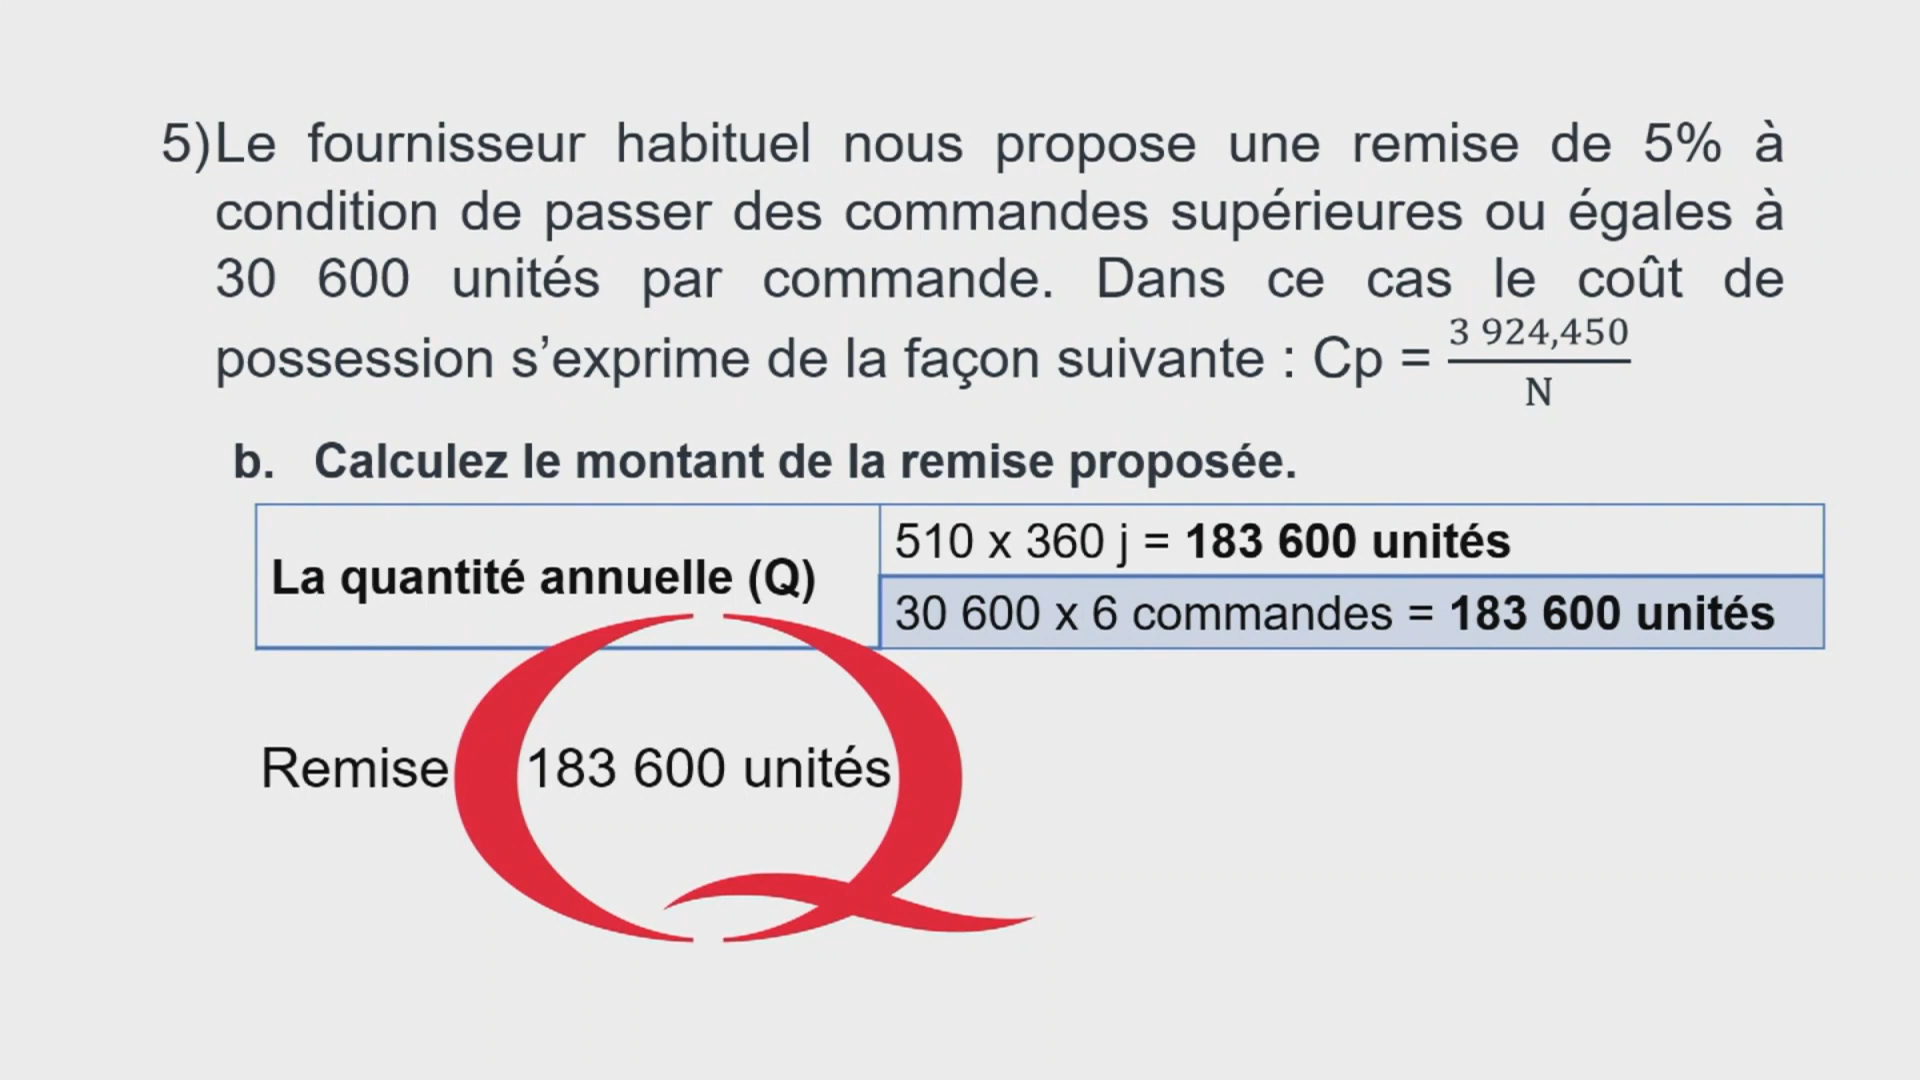 5)Le fournisseur habituel nous propose une remise de 5% à
condition de passer des commandes supérieures ou égales à
30 600 unités par commande. Dans ce cas le coût de
possession s’exprime de la façon suivante : Cp = 3 924,450 / N
b. Calculez le montant de la remise proposée.
La quantité annuelle (Q)
510 x 360 j = 183 600 unités
30 600 x 6 commandes = 183 600 unités
Remise 183 600 unités
Q